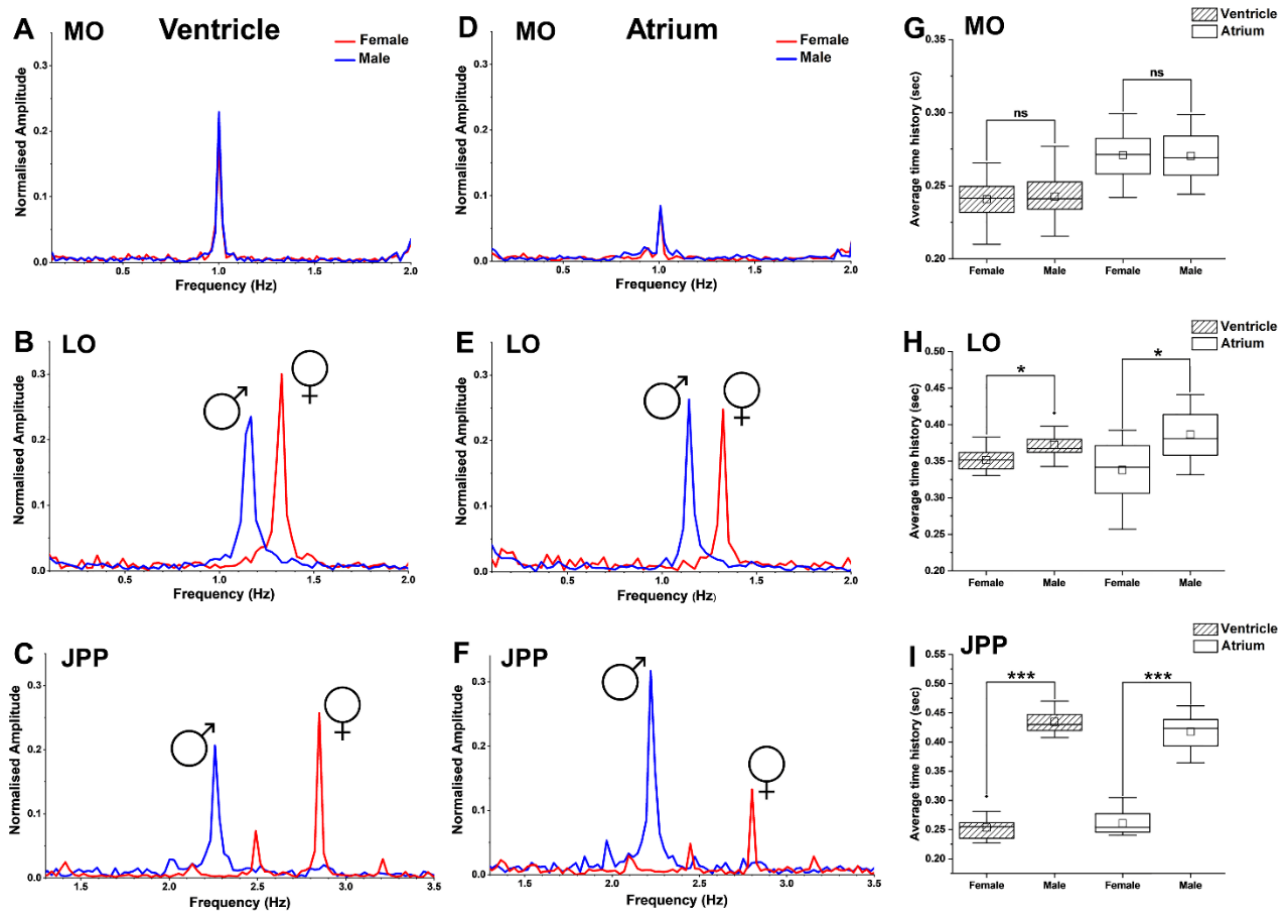 A MO Ventricle
Female
Male
Normalised Amplitude
0.3
0.2
0.1
0.0
0.5 1.0 1.5 2.0
Frequency (Hz)
D MO Atrium
Female
Male
Normalised Amplitude
0.3
0.2
0.1
0.0
0.5 1.0 1.5 2.0
Frequency (Hz)
G MO
Ventricle
Atrium
Average time history (sec)
0.35
0.30
0.25
0.20
ns
ns
Female Male Female Male
B LO
Normalised Amplitude
0.3
0.2
0.1
0.0
♂ ♀
0.5 1.0 1.5 2.0
Frequency (Hz)
E LO
Normalised Amplitude
0.3
0.2
0.1
0.0
♂ ♀
0.5 1.0 1.5 2.0
Frequency (Hz)
H LO
Ventricle
Atrium
Average time history (sec)
0.50
0.45
0.40
0.35
0.30
0.25
0.20
*
*
Female Male Female Male
C JPP
Normalised Amplitude
0.3
0.2
0.1
0.0
♂ ♀
1.5 2.0 2.5 3.0 3.5
Frequency (Hz)
F JPP
Normalised Amplitude
0.3
0.2
0.1
0.0
♂ ♀
1.5 2.0 2.5 3.0 3.5
Frequency (Hz)
I JPP
Ventricle
Atrium
Average time history (sec)
0.55
0.50
0.45
0.40
0.35
0.30
0.25
0.20
***
***
Female Male Female Male